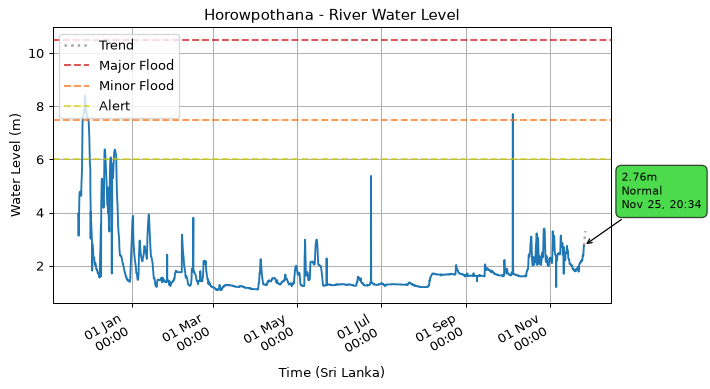 Horowpothana - River Water Level
Trend
Major Flood
Minor Flood
Alert
10
8
6
4
2
Water Level (m)
2.76m
Normal
Nov 25, 20:34
01 Jan
00:00
01 Mar
00:00
01 May
00:00
01 Jul
00:00
01 Sep
00:00
01 Nov
00:00
Time (Sri Lanka)